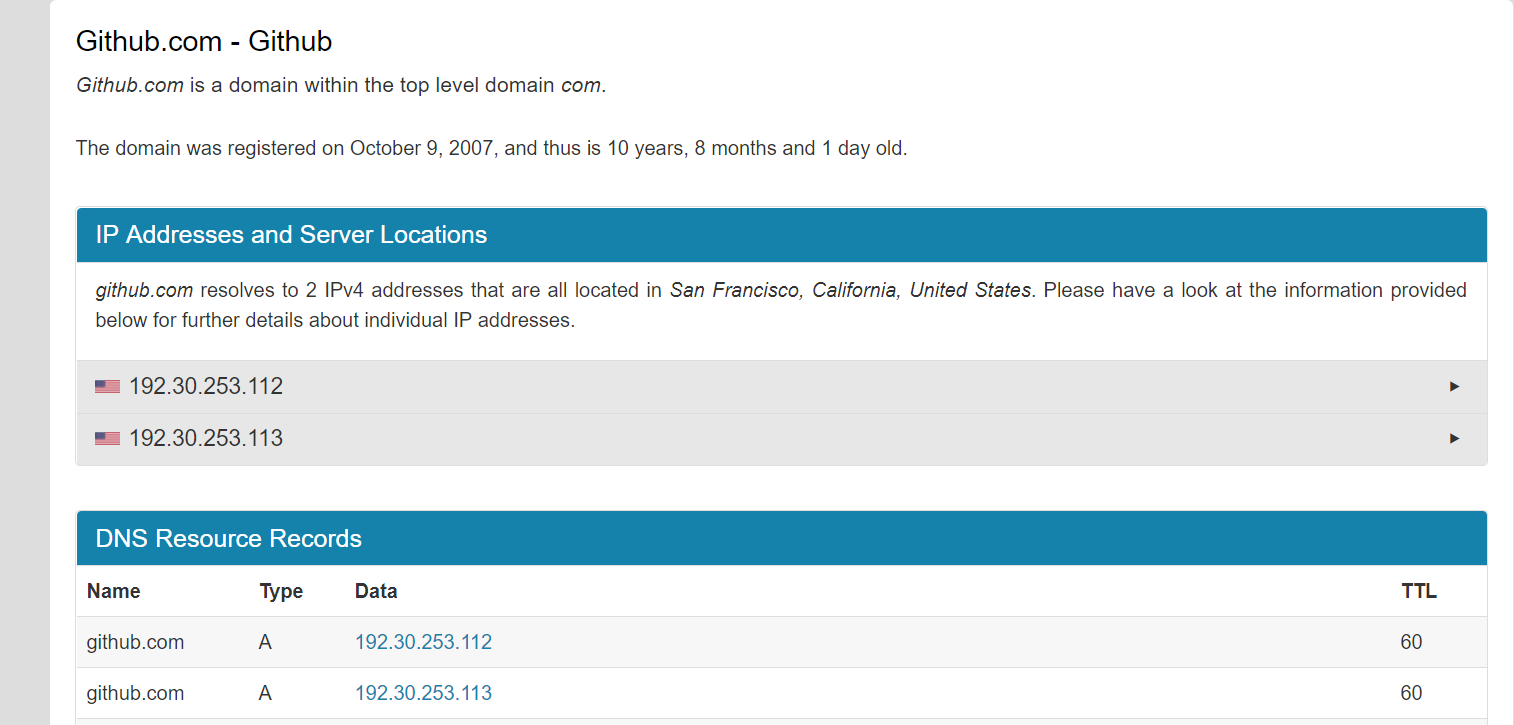 Github.com - Github
Github.com is a domain within the top level domain com.
The domain was registered on October 9, 2007, and thus is 10 years, 8 months and 1 day old.
IP Addresses and Server Locations
github.com resolves to 2 IPv4 addresses that are all located in San Francisco, California, United States. Please have a look at the information provided
below for further details about individual IP addresses.
192.30.253.112
192.30.253.113
DNS Resource Records
Name Type Data TTL
github.com A 192.30.253.112 60
github.com A 192.30.253.113 60